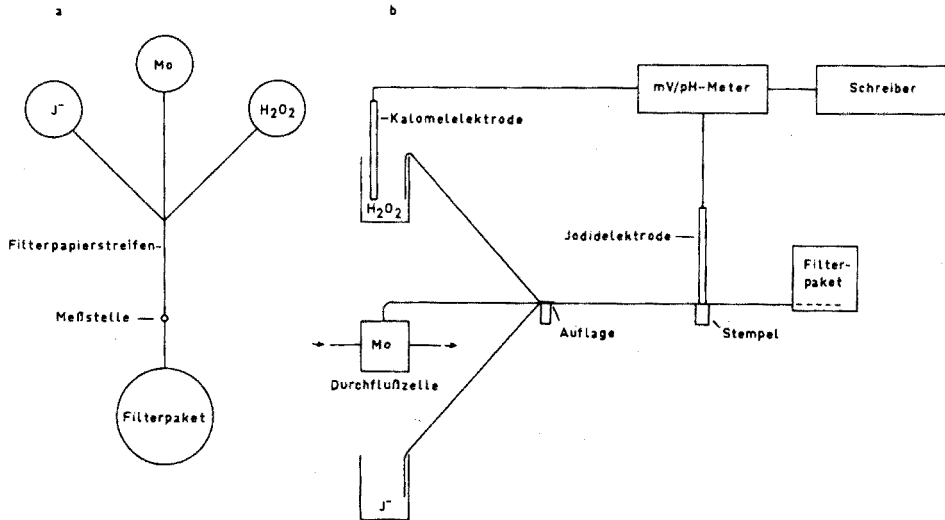 a
Mo
J⁻
H₂O₂
Filterpapierstreifen
Meßstelle
Filterpaket
b
mV/pH-Meter
Schreiber
Kalomelelektrode
H₂O₂
Jodidelektrode
Filter-
paket
Auflage
Stempel
Mo
Durchflußzelle
J⁻